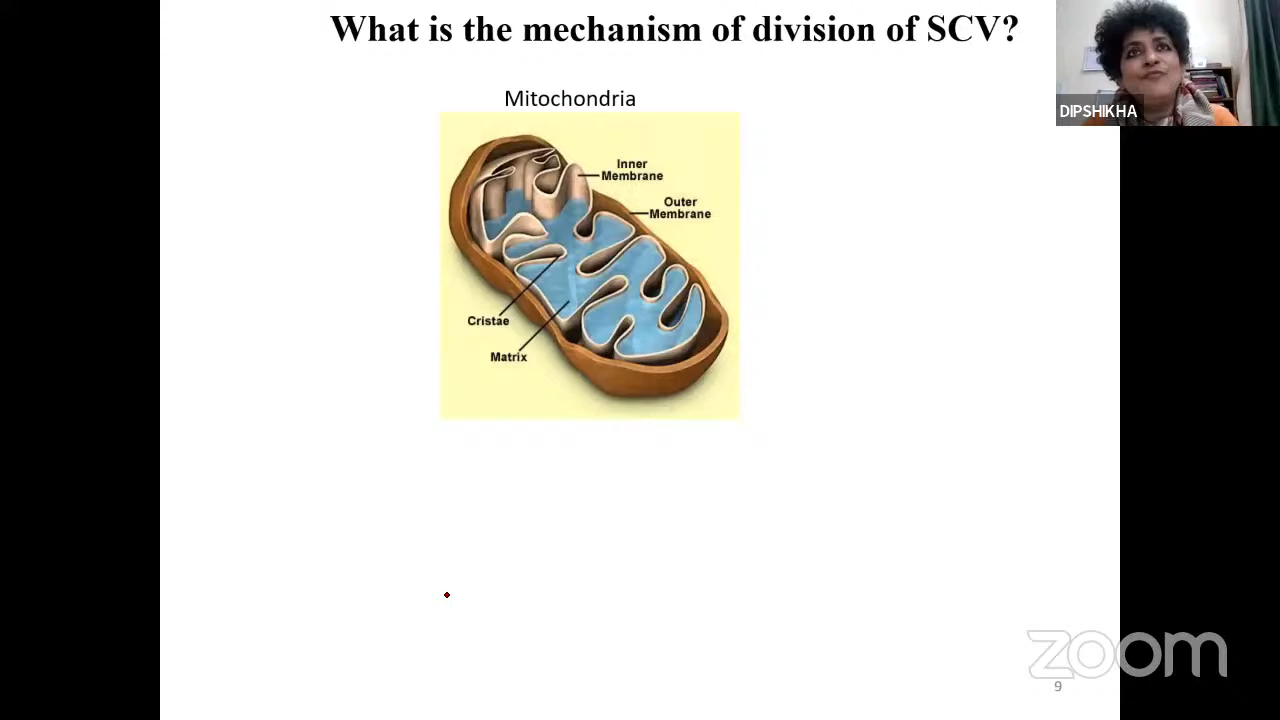 What is the mechanism of division of SCV?
DIPSHIKHA
Mitochondria
Inner
Membrane
Outer
Membrane
Cristae
Matrix
zoom
9